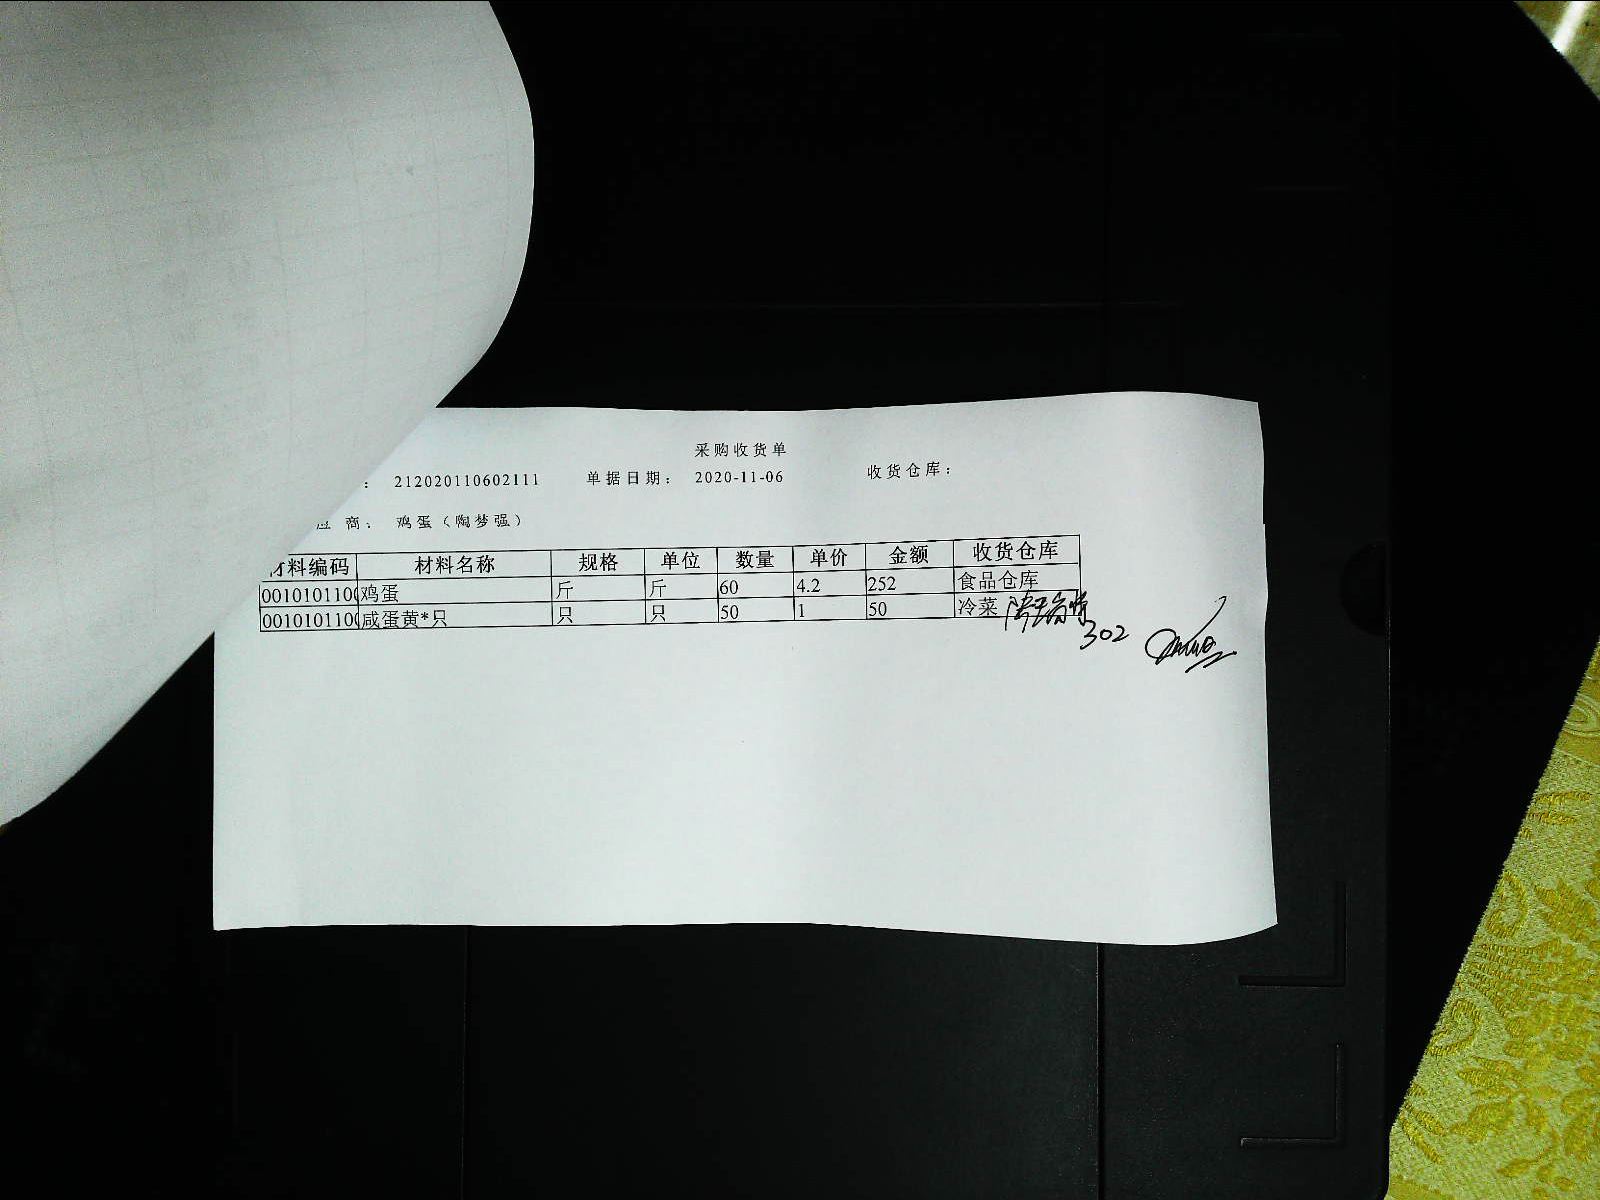 采购收货单
： 212020110602111 单据日期： 2020-11-06 收货仓库：
应商： 鸡蛋（陶梦强）
材料编码 材料名称 规格 单位 数量 单价 金额 收货仓库
0010101100 鸡蛋 斤 斤 60 4.2 252 食品仓库
0010101100 咸蛋黄*只 只 只 50 1 50 冷菜
302